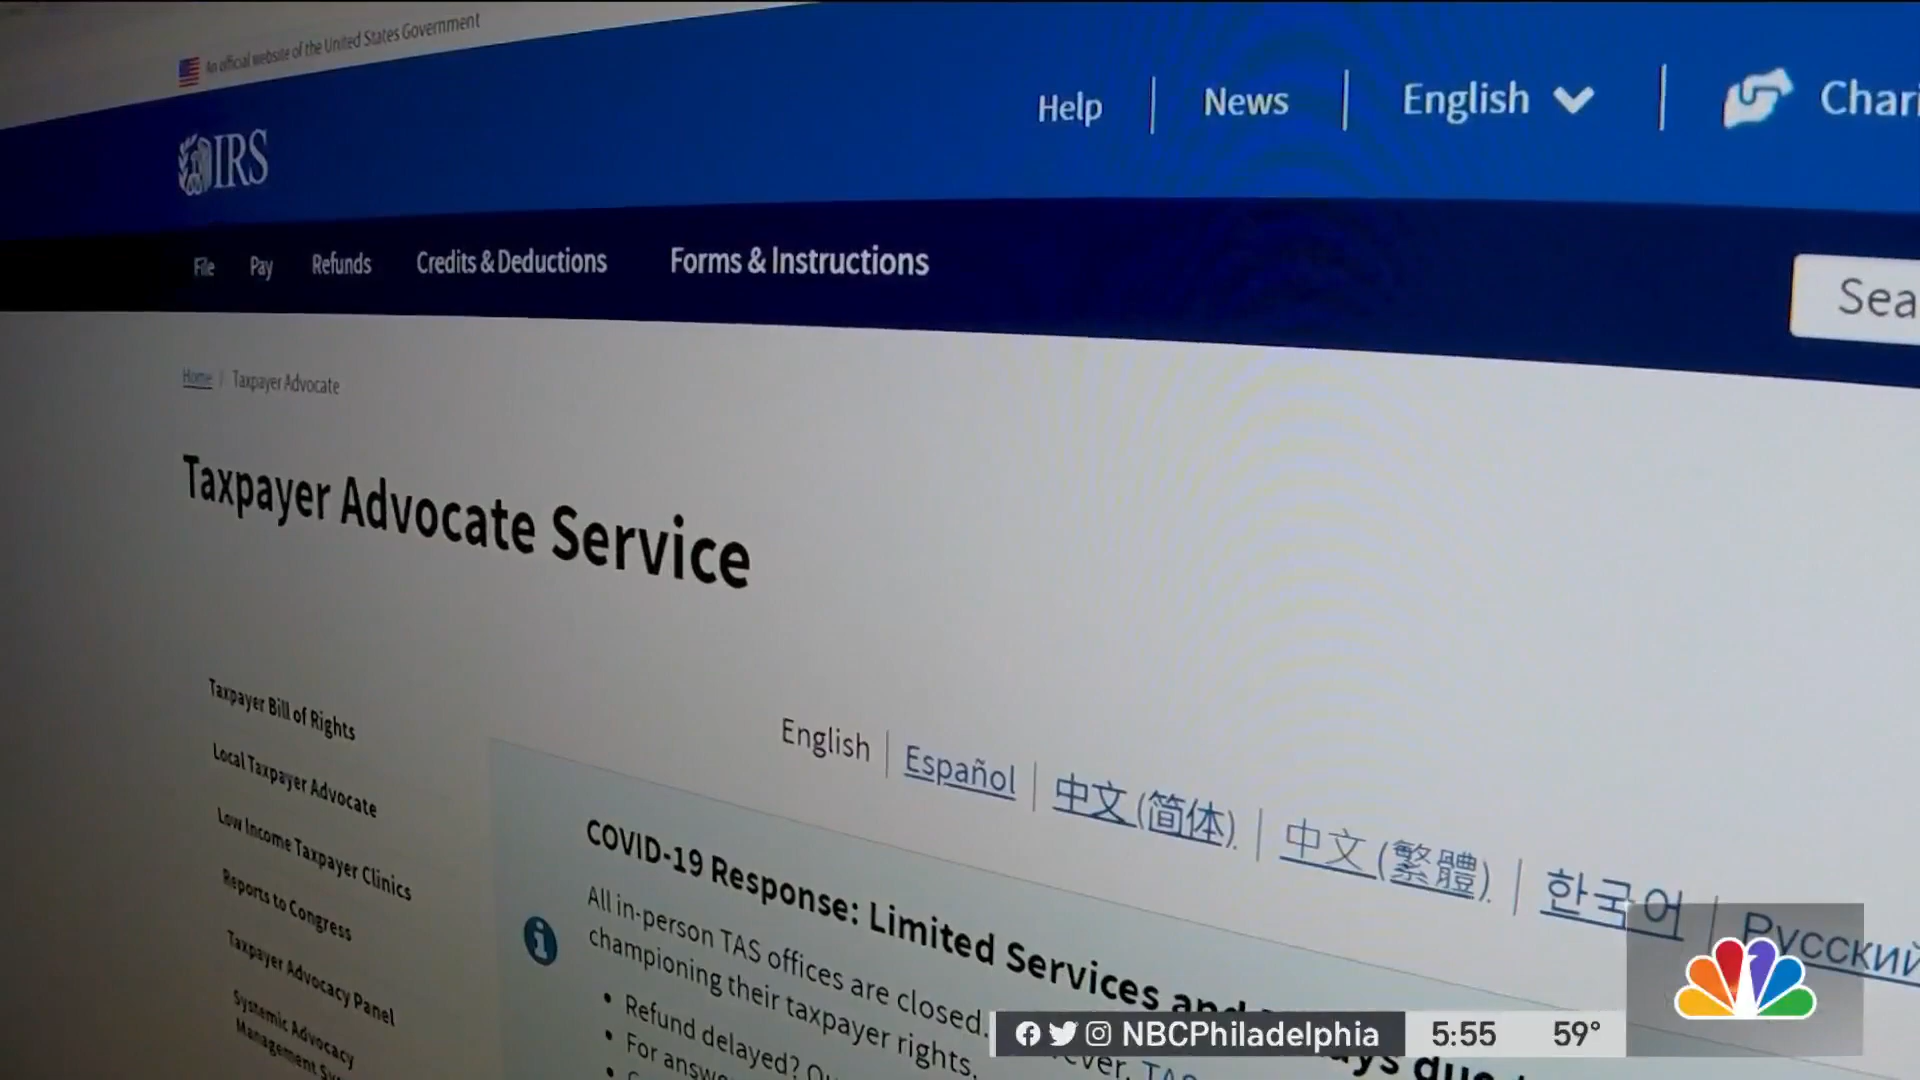 An official website of the United States Government
IRS
Help
News
English
File
Pay
Refunds
Credits & Deductions
Forms & Instructions
Home / Taxpayer Advocate
Taxpayer Advocate Service
Taxpayer Bill of Rights
Local Taxpayer Advocate
Low Income Taxpayer Clinics
Reports to Congress
Taxpayer Advocacy Panel
Systemic Advocacy
English | Español | 中文 (简体) | 中文 (繁體) | 한국어 | Русский
COVID-19 Response: Limited Services and
All in-person TAS offices are closed.
championing their taxpayer rights,
Refund delayed?
For
NBCPhiladelphia
5:55
59°